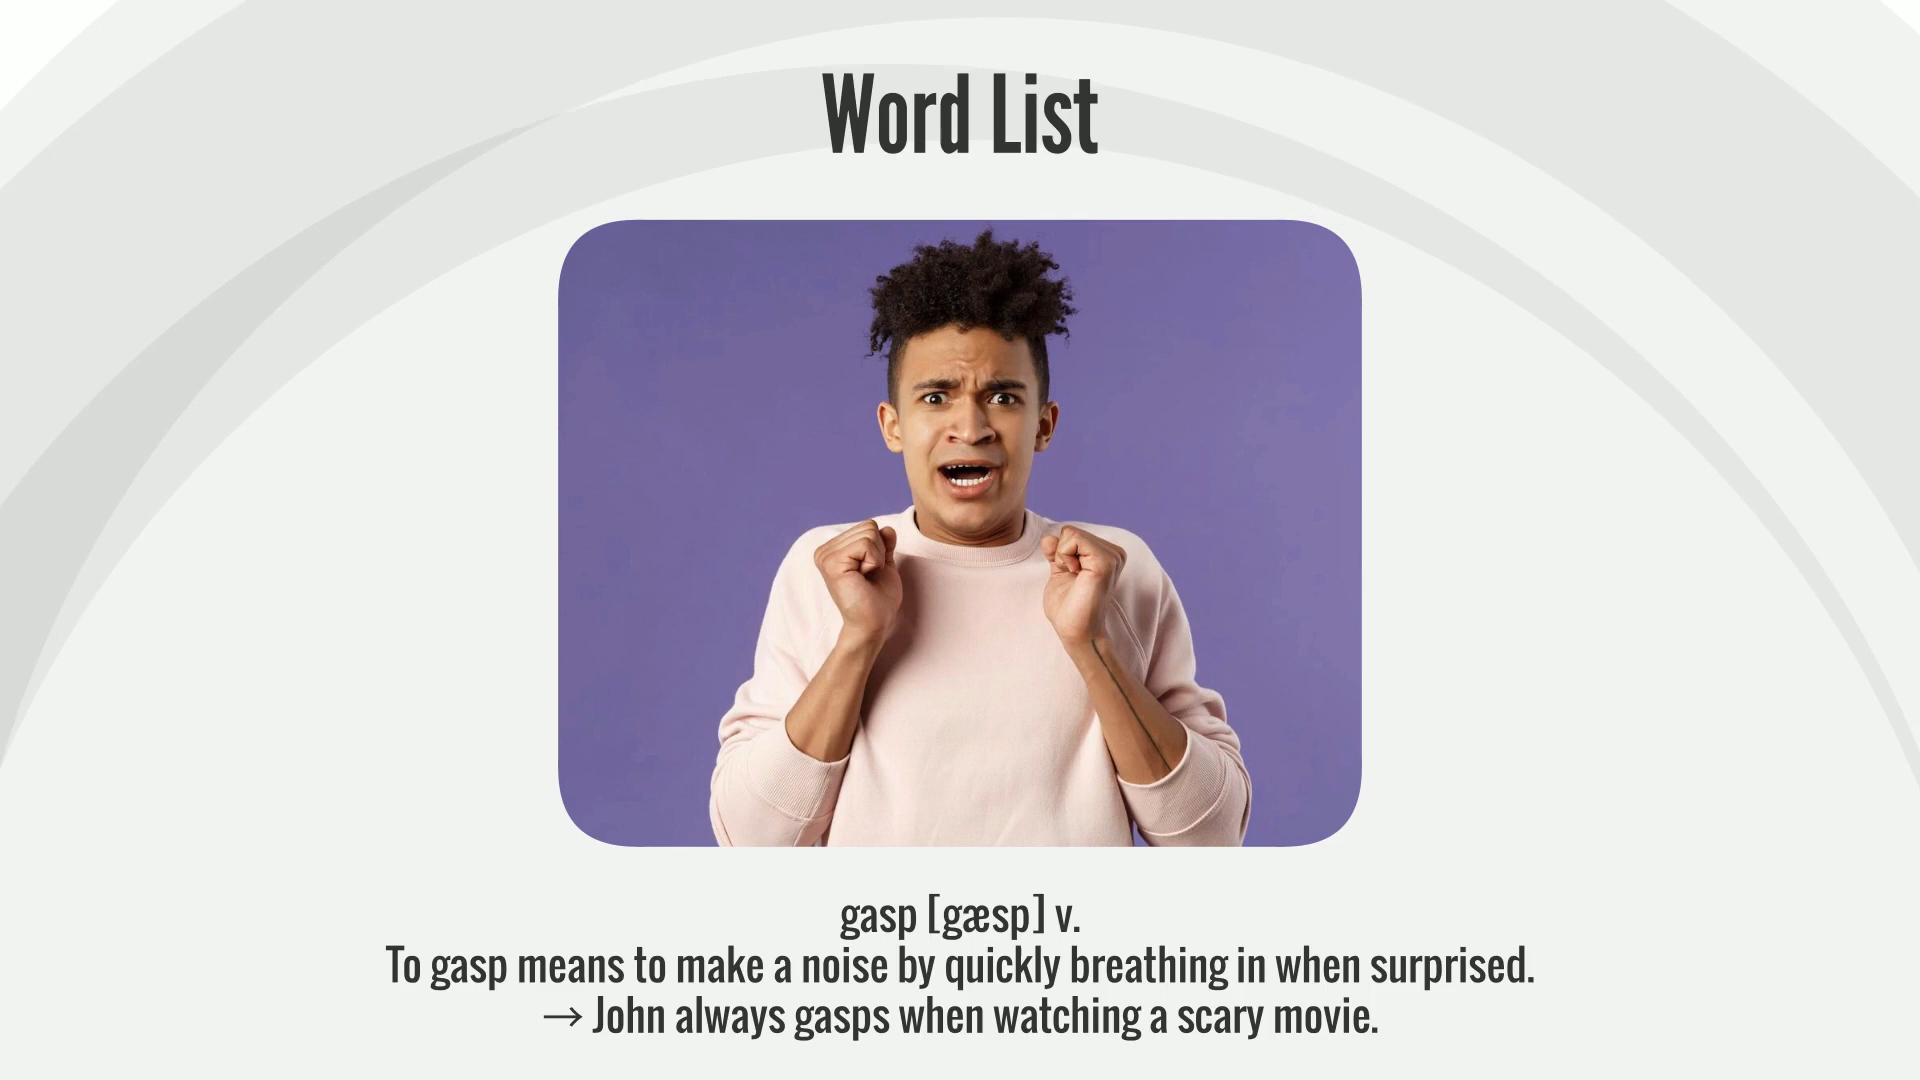 Word List
gasp [gæsp] v.
To gasp means to make a noise by quickly breathing in when surprised.
→ John always gasps when watching a scary movie.